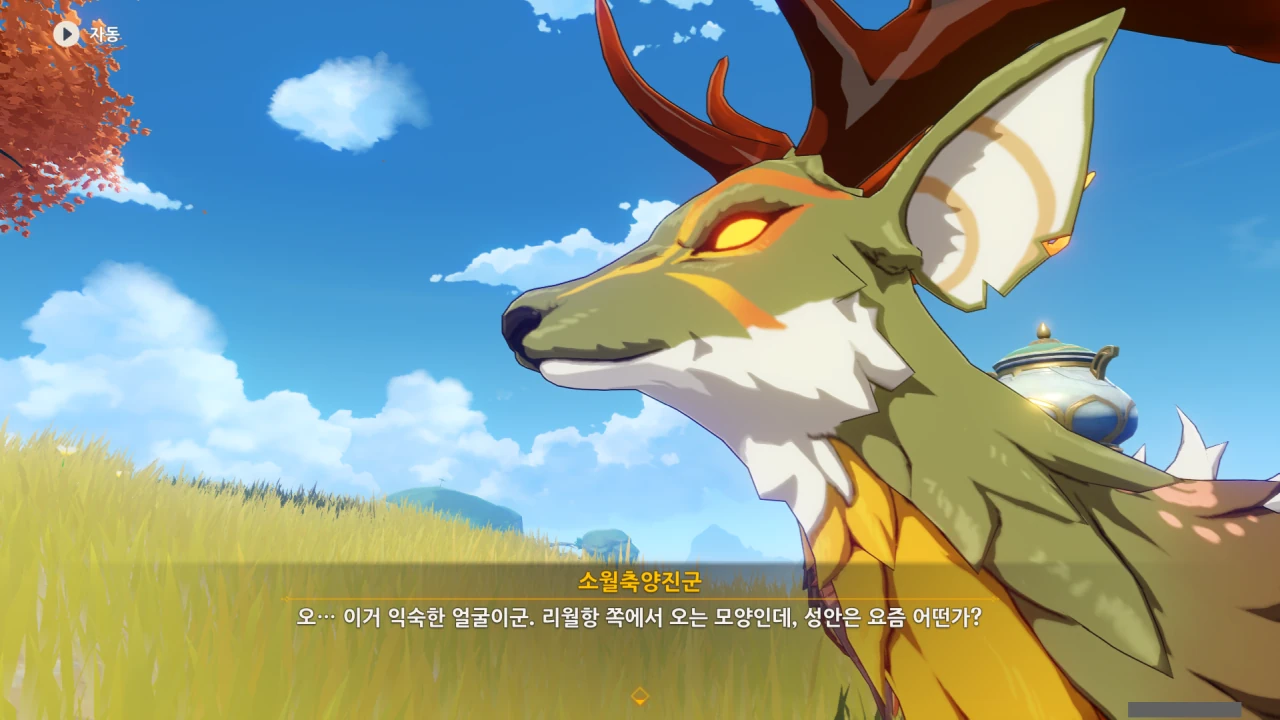 자동
소월축양진군
오… 이거 익숙한 얼굴이군. 리월항 쪽에서 오는 모양인데, 성안은 요즘 어떤가?